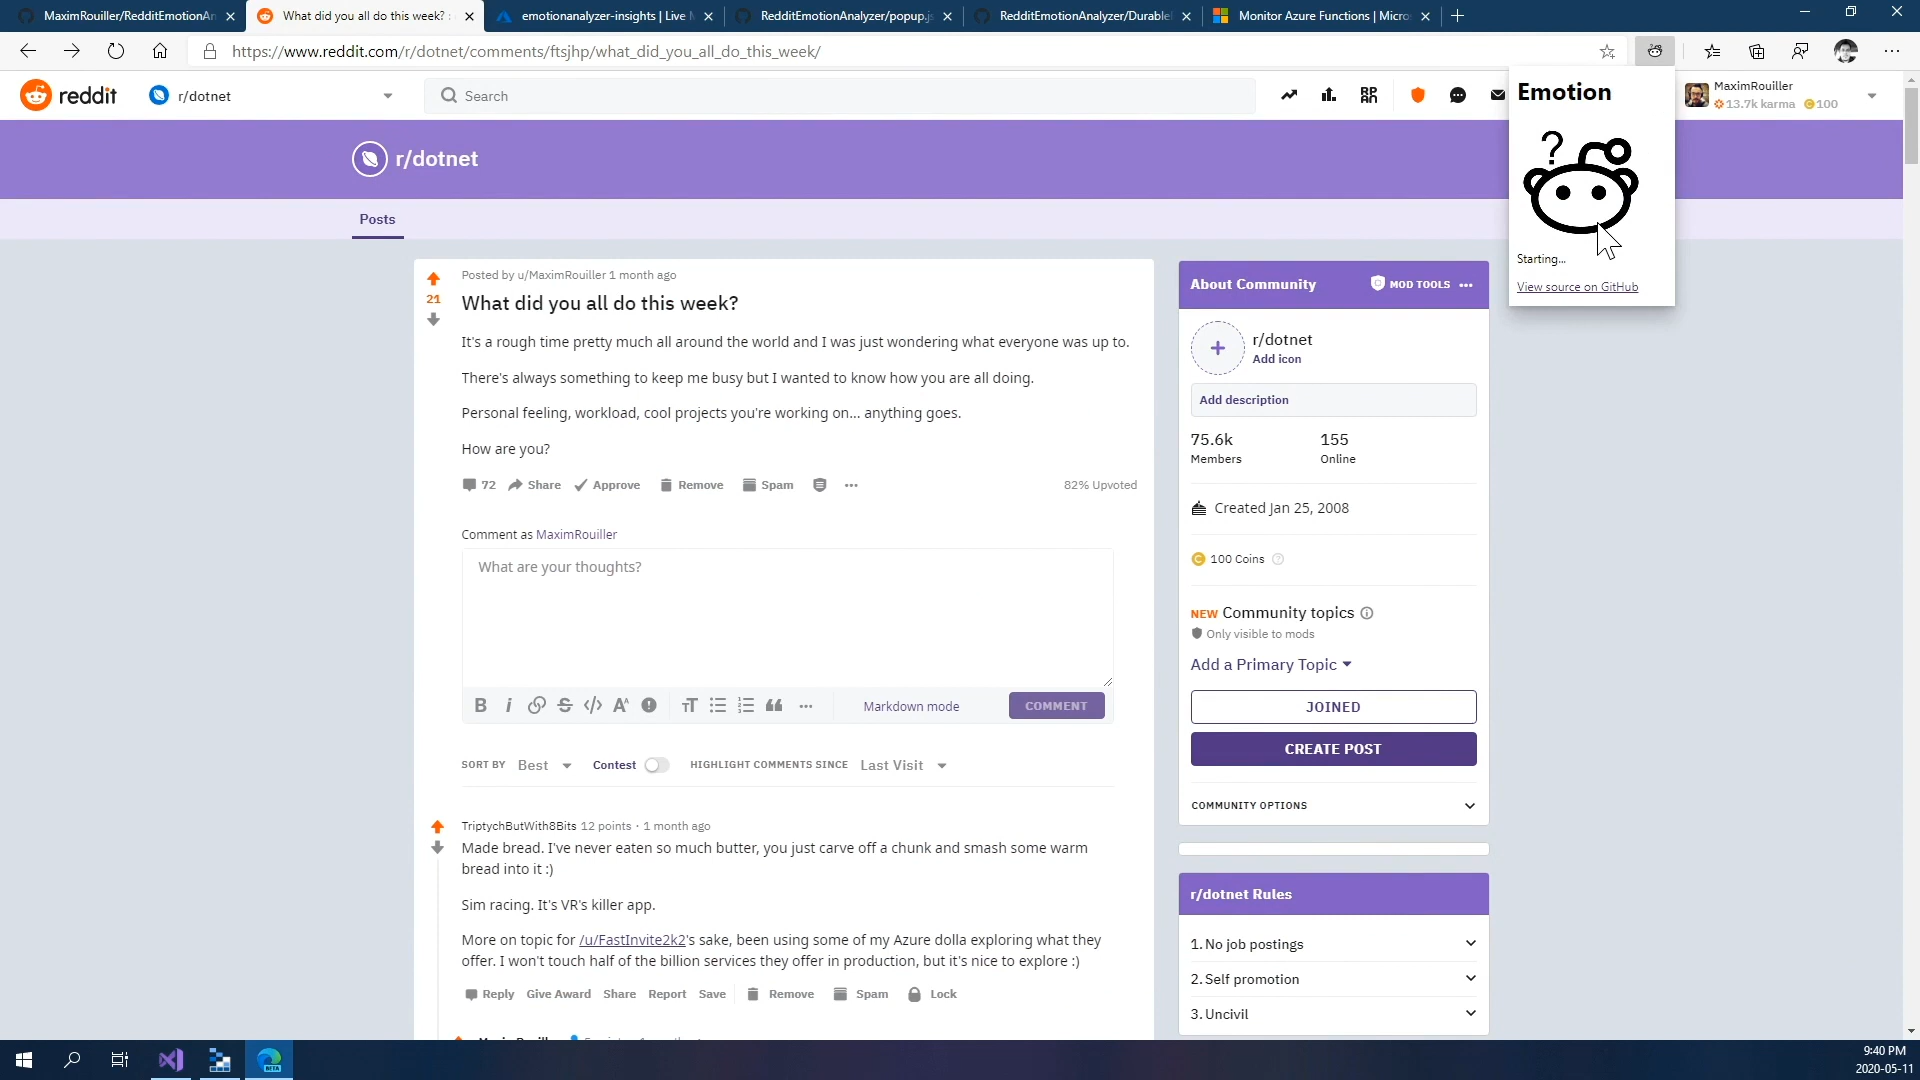 MaximRouiller/RedditEmotionAn
What did you all do this week? :
emotionanalyzer-insights | Live M
RedditEmotionAnalyzer/popup.js
RedditEmotionAnalyzer/Durable
Monitor Azure Functions | Micro
https://www.reddit.com/r/dotnet/comments/ftsjhp/what_did_you_all_do_this_week/
reddit
r/dotnet
Search
MaximRouiller
13.7k karma 100
Emotion
?
Starting...
View source on GitHub
r/dotnet
Posts
Posted by u/MaximRouiller 1 month ago
21
What did you all do this week?
It's a rough time pretty much all around the world and I was just wondering what everyone was up to.
There's always something to keep me busy but I wanted to know how you are all doing.
Personal feeling, workload, cool projects you're working on... anything goes.
How are you?
72 Share Approve Remove Spam
82% Upvoted
Comment as MaximRouiller
What are your thoughts?
Markdown mode
COMMENT
SORT BY Best Contest HIGHLIGHT COMMENTS SINCE Last Visit
TriptychButWith8Bits 12 points · 1 month ago
Made bread. I've never eaten so much butter, you just carve off a chunk and smash some warm
bread into it :)
Sim racing. It's VR's killer app.
More on topic for /u/FastInvite2k2's sake, been using some of my Azure dolla exploring what they
offer. I won't touch half of the billion services they offer in production, but it's nice to explore :)
Reply Give Award Share Report Save Remove Spam Lock
About Community
MOD TOOLS
r/dotnet
Add icon
Add description
75.6k
Members
155
Online
Created Jan 25, 2008
100 Coins
NEW Community topics
Only visible to mods
Add a Primary Topic
JOINED
CREATE POST
COMMUNITY OPTIONS
r/dotnet Rules
1. No job postings
2. Self promotion
3. Uncivil
BETA
9:40 PM
2020-05-11